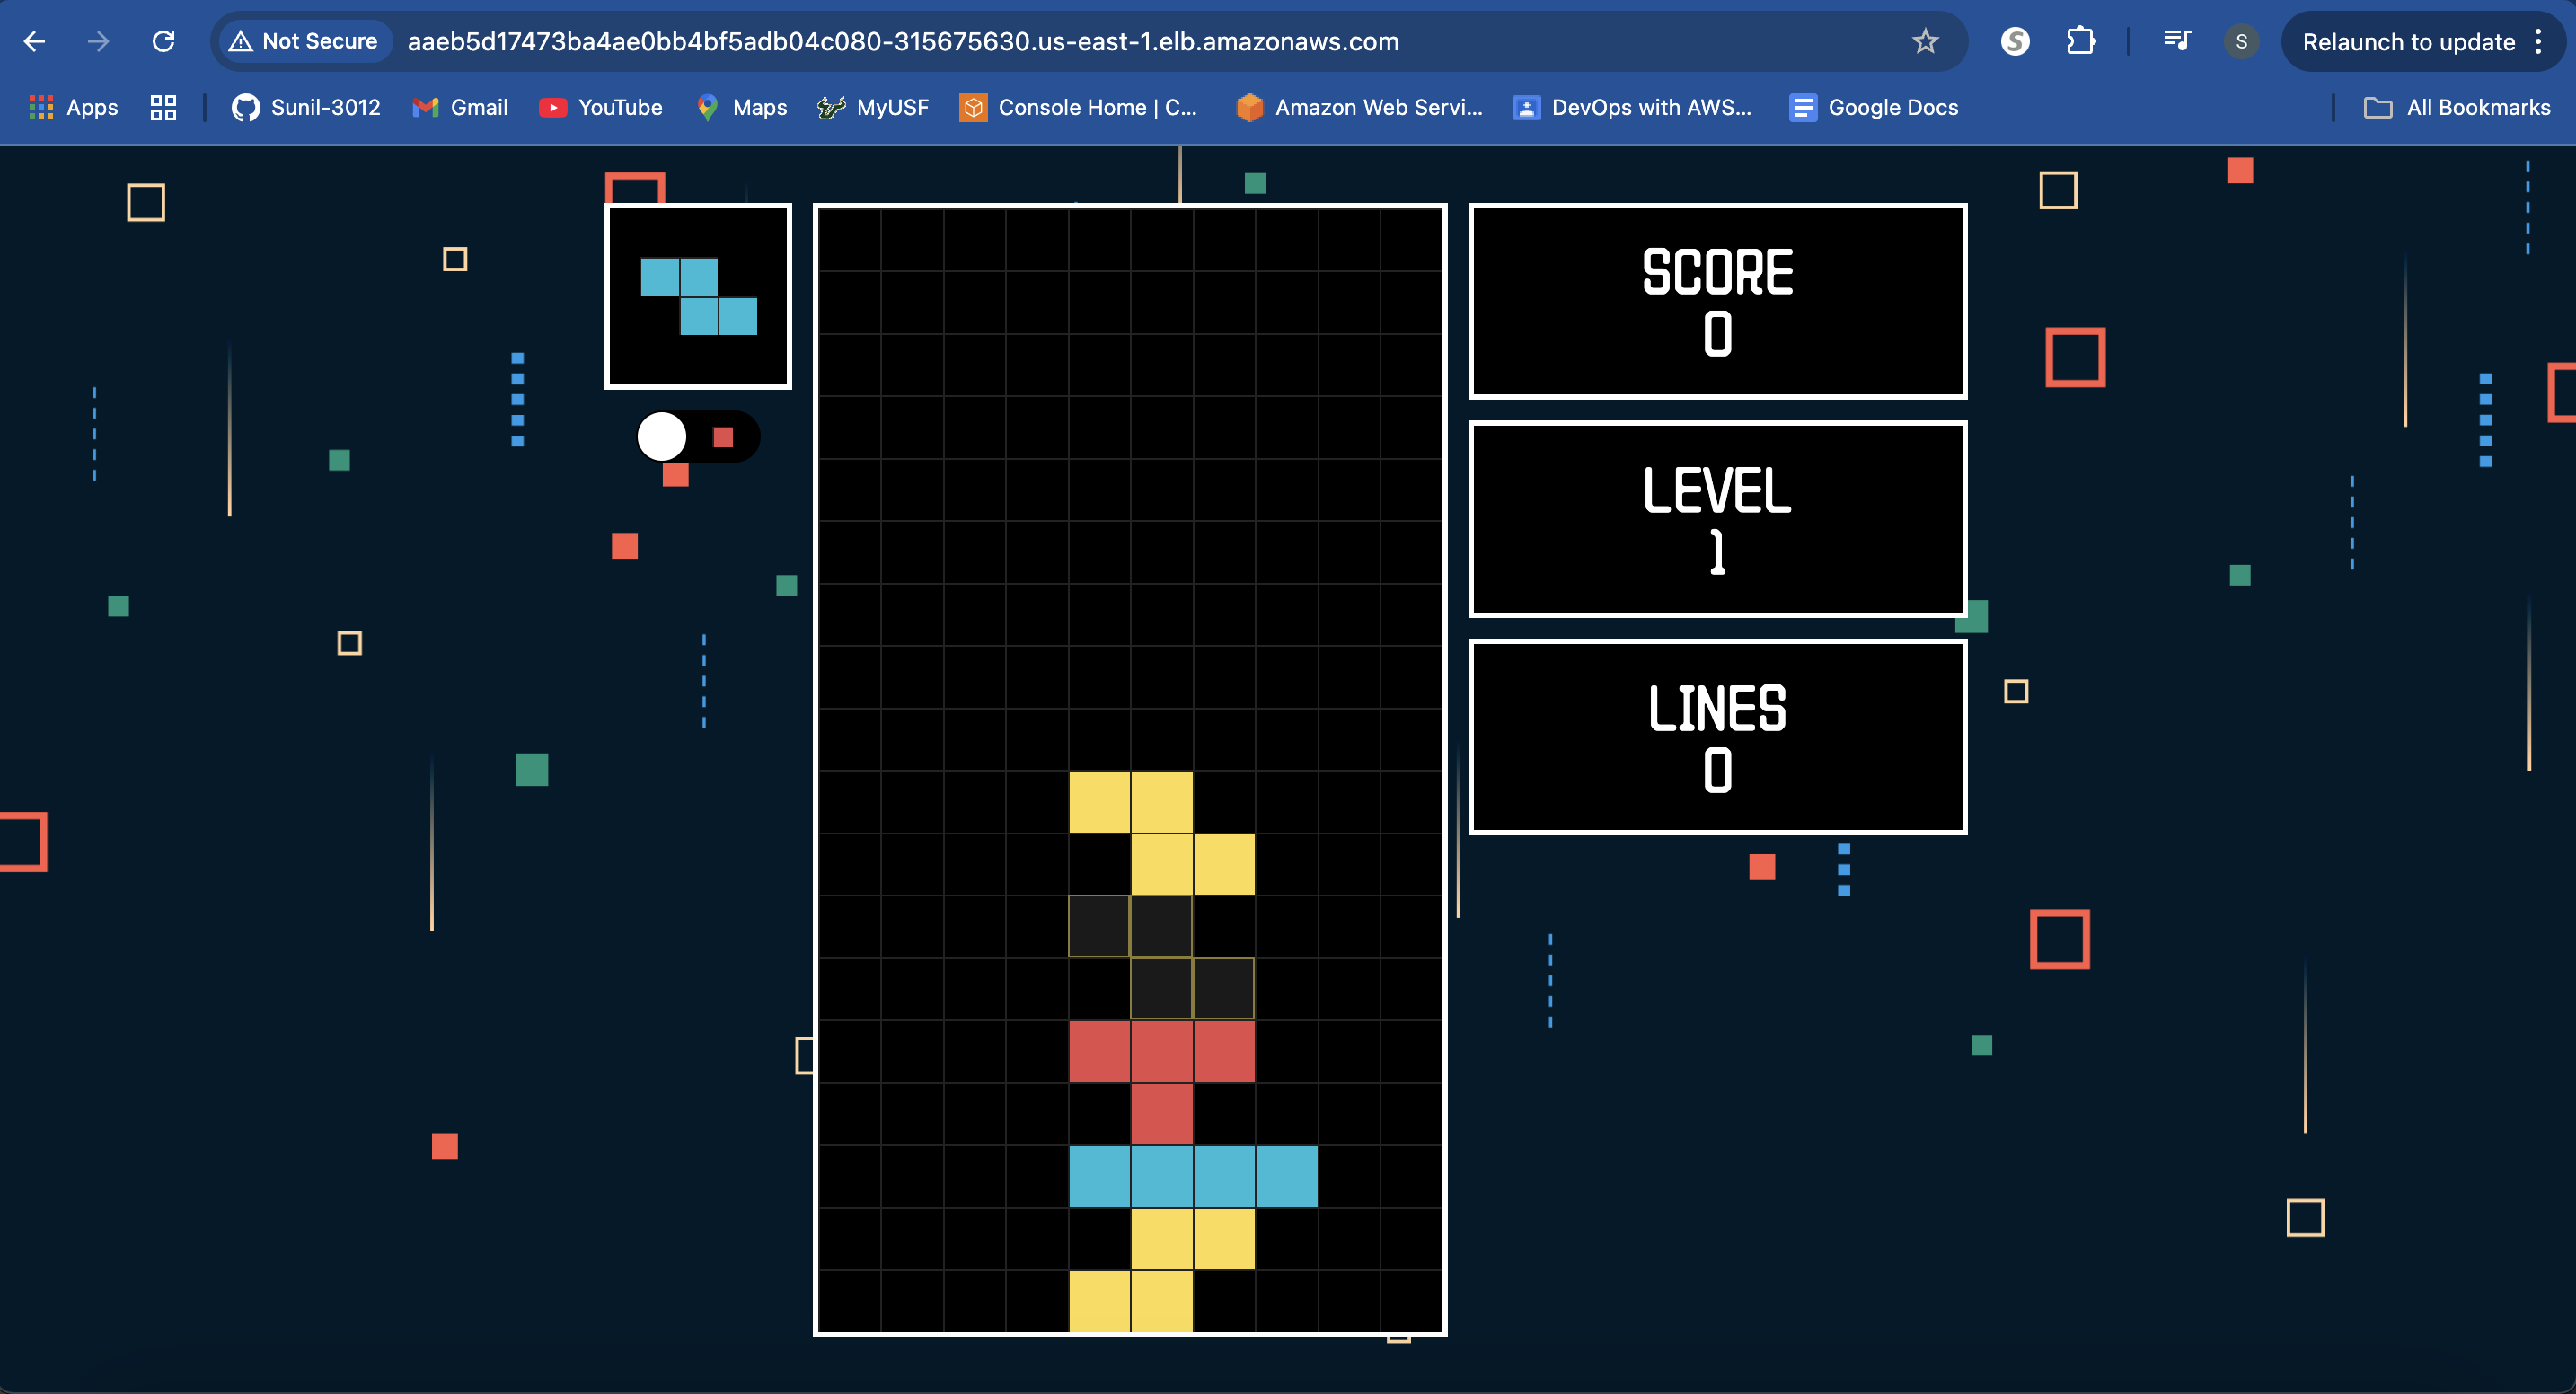 Not Secure
aaeb5d17473ba4ae0bb4bf5adb04c080-315675630.us-east-1.elb.amazonaws.com
S
S
Relaunch to update
Apps
Sunil-3012
Gmail
YouTube
Maps
MyUSF
Console Home | C...
Amazon Web Servi...
DevOps with AWS...
Google Docs
All Bookmarks
SCORE
0
LEVEL
1
LINES
0